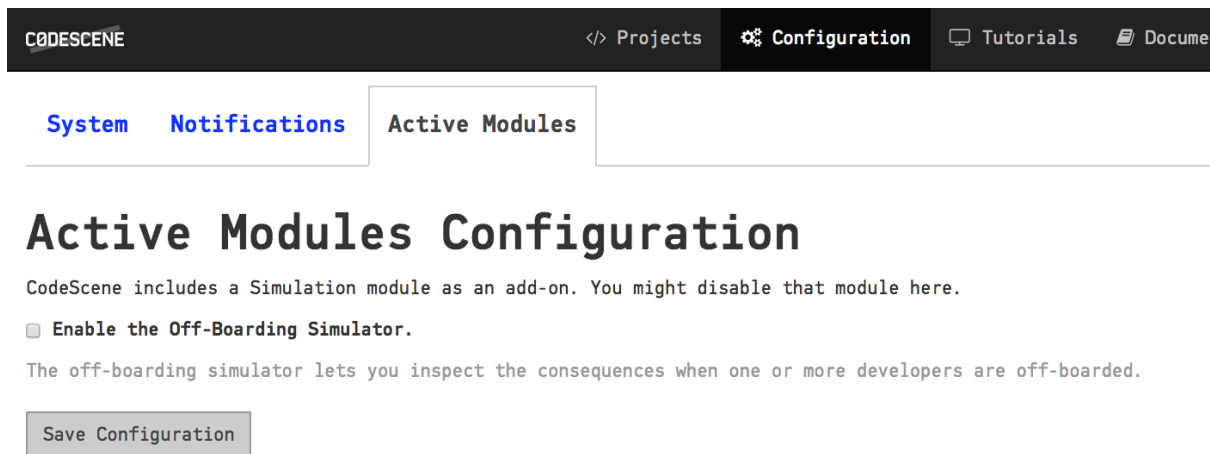 CØDESCENE </> Projects Configuration Tutorials Docume
System Notifications Active Modules
Active Modules Configuration
CodeScene includes a Simulation module as an add-on. You might disable that module here.
Enable the Off-Boarding Simulator.
The off-boarding simulator lets you inspect the consequences when one or more developers are off-boarded.
Save Configuration